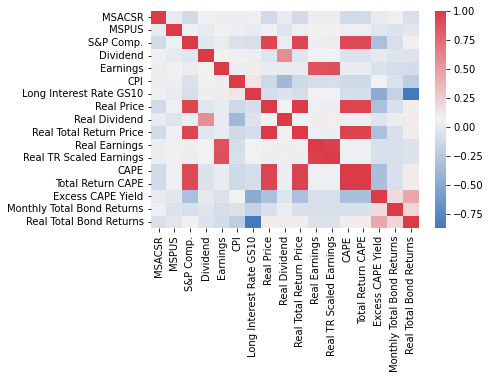 MSACSR
MSPUS
S&P Comp.
Dividend
Earnings
CPI
Long Interest Rate GS10
Real Price
Real Dividend
Real Total Return Price
Real Earnings
Real TR Scaled Earnings
CAPE
Total Return CAPE
Excess CAPE Yield
Monthly Total Bond Returns
Real Total Bond Returns
MSACSR
MSPUS
S&P Comp.
Dividend
Earnings
CPI
Long Interest Rate GS10
Real Price
Real Dividend
Real Total Return Price
Real Earnings
Real TR Scaled Earnings
CAPE
Total Return CAPE
Excess CAPE Yield
Monthly Total Bond Returns
Real Total Bond Returns
1.00
0.75
0.50
0.25
0.00
−0.25
−0.50
−0.75